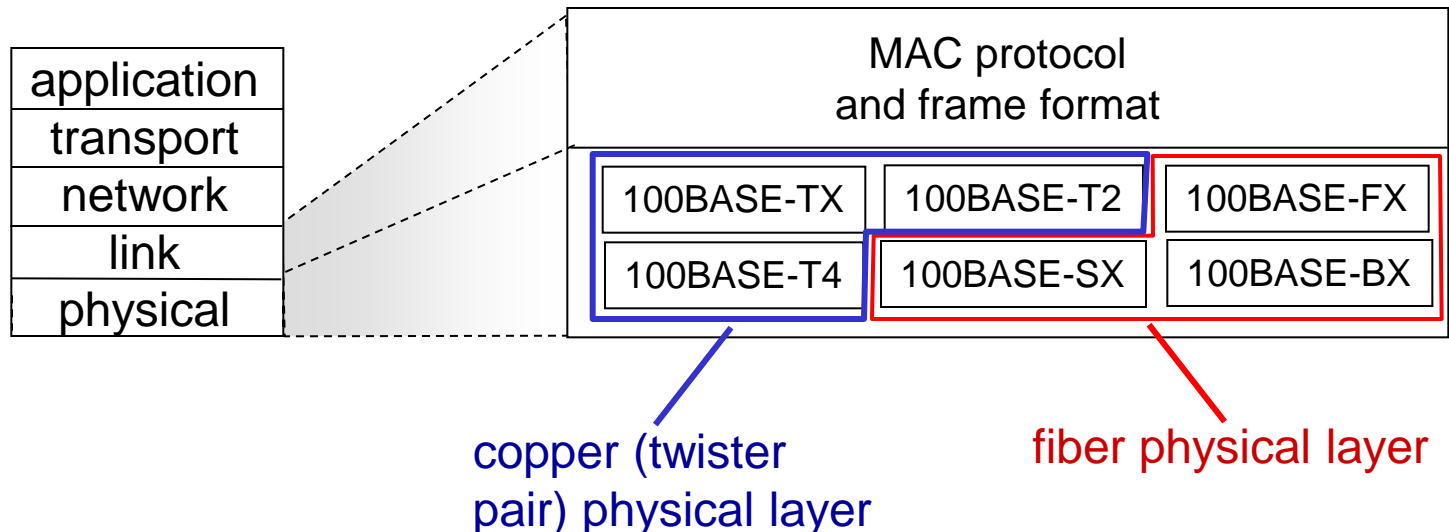 application
transport
network
link
physical
MAC protocol
and frame format
100BASE-TX
100BASE-T2
100BASE-FX
100BASE-T4
100BASE-SX
100BASE-BX
copper (twister
pair) physical layer
fiber physical layer